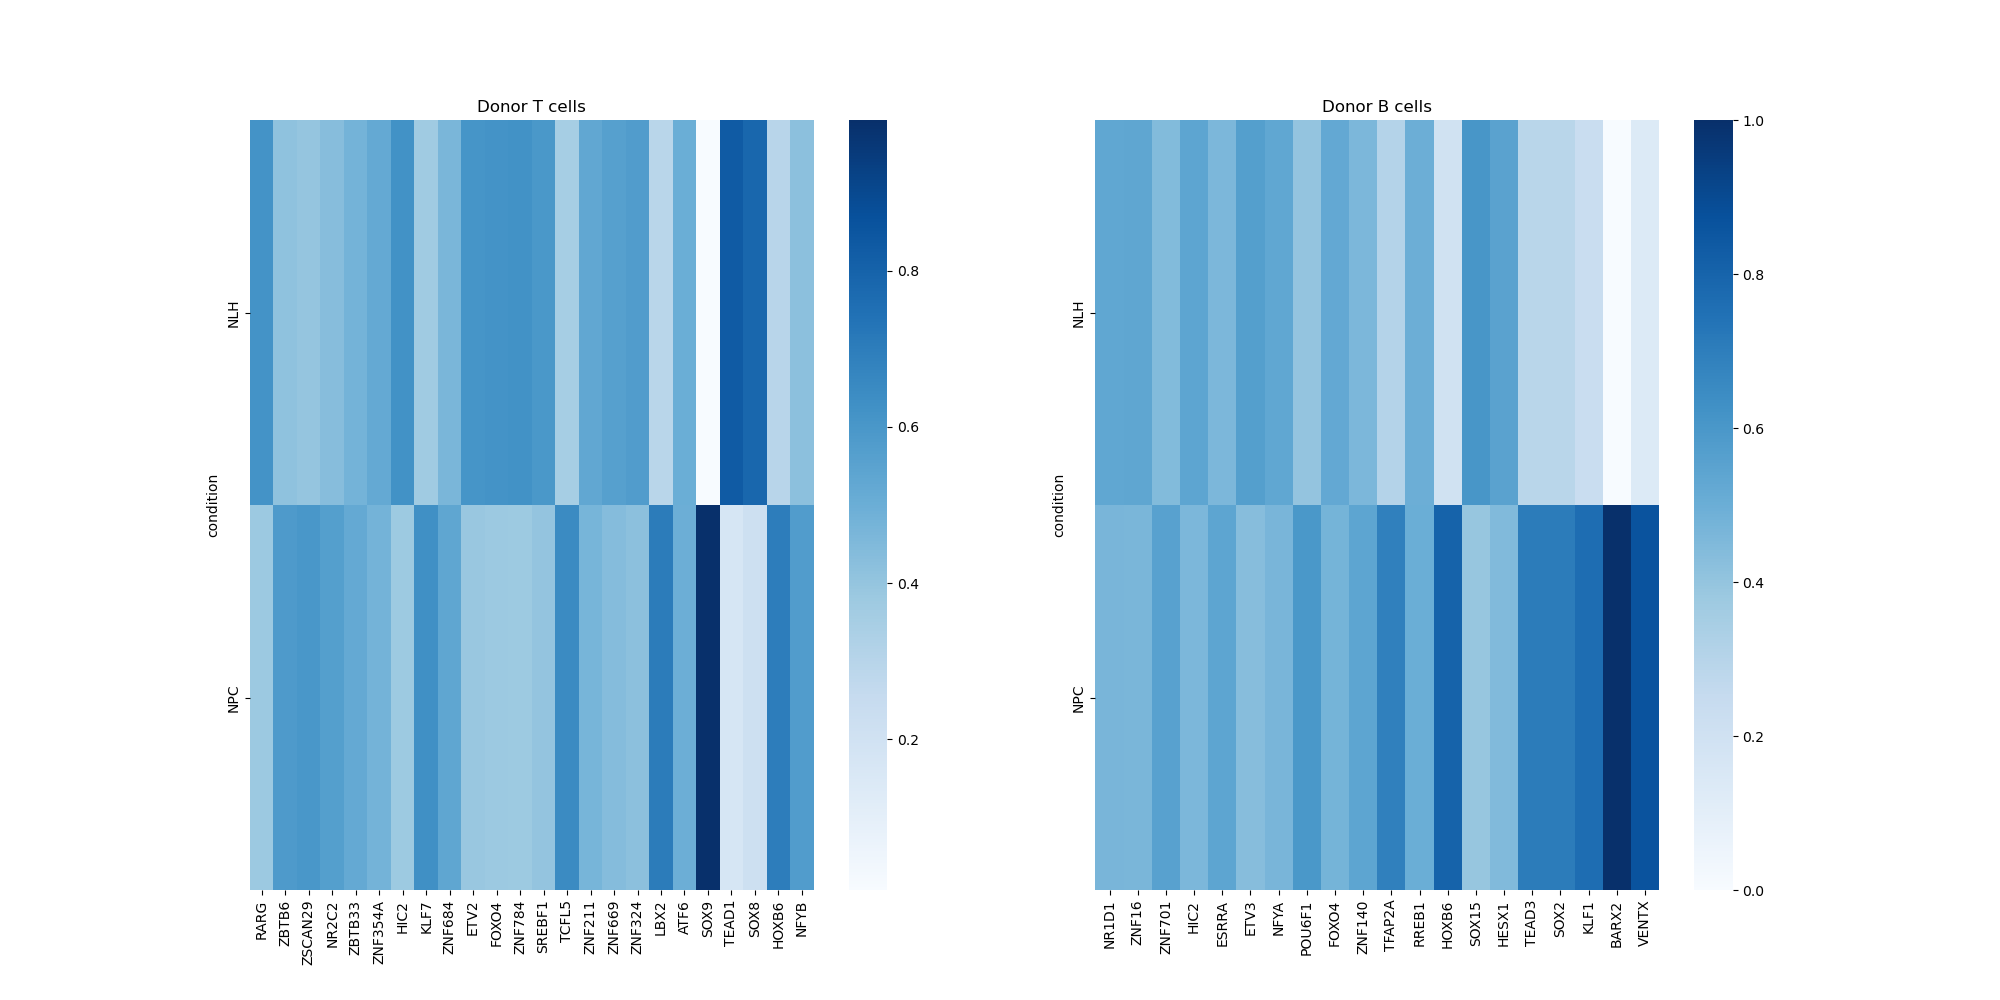 Donor T cells
condition
NLH
NPC
0.8
0.6
0.4
0.2
RARG
ZBTB6
ZSCAN29
NR2C2
ZBTB33
ZNF354A
HIC2
KLF7
ZNF684
ETV2
FOXO4
ZNF784
SREBF1
TCFL5
ZNF211
ZNF669
ZNF324
LBX2
ATF6
SOX9
TEAD1
SOX8
HOXB6
NFYB
Donor B cells
condition
NLH
NPC
1.0
0.8
0.6
0.4
0.2
0.0
NR1D1
ZNF16
ZNF701
HIC2
ESRRA
ETV3
NFYA
POU6F1
FOXO4
ZNF140
TFAP2A
RREB1
HOXB6
SOX15
HESX1
TEAD3
SOX2
KLF1
BARX2
VENTX